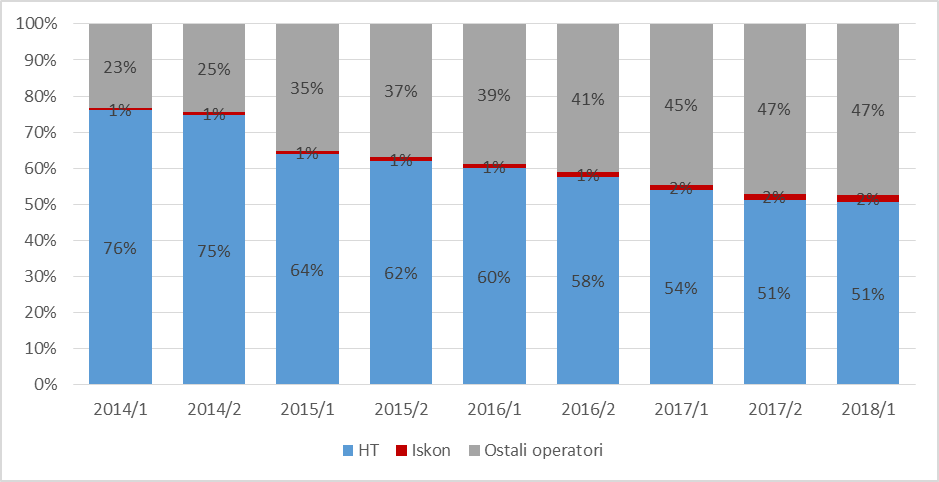 100%
90%
80%
70%
60%
50%
40%
30%
20%
10%
0%
23% 25% 35% 37% 39% 41% 45% 47% 47%
1% 1% 1% 1% 1% 1% 2% 2% 2%
76% 75% 64% 62% 60% 58% 54% 51% 51%
2014/1 2014/2 2015/1 2015/2 2016/1 2016/2 2017/1 2017/2 2018/1
HT Iskon Ostali operatori